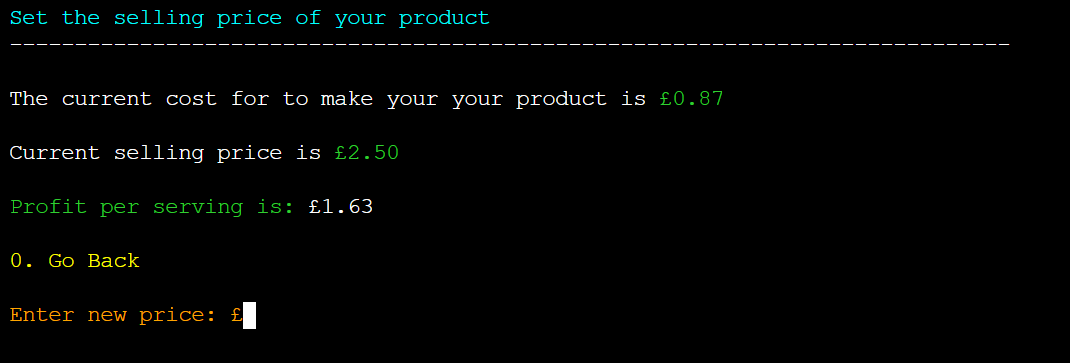 Set the selling price of your product
-----------------------------------------------------------------------------
The current cost for to make your your product is £0.87
Current selling price is £2.50
Profit per serving is: £1.63
0. Go Back
Enter new price: £